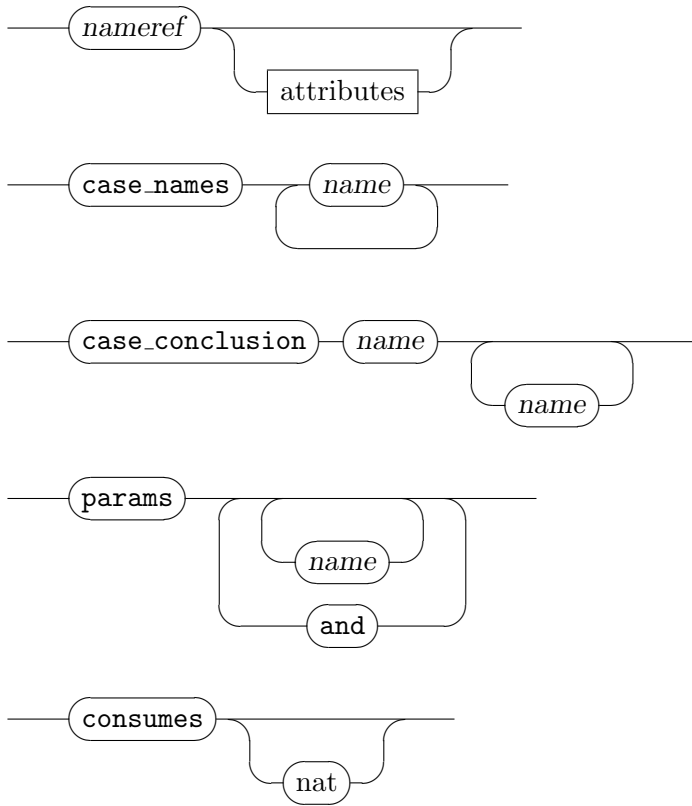 nameref
attributes
case_names name
case_conclusion name
name
params
name
and
consumes
nat